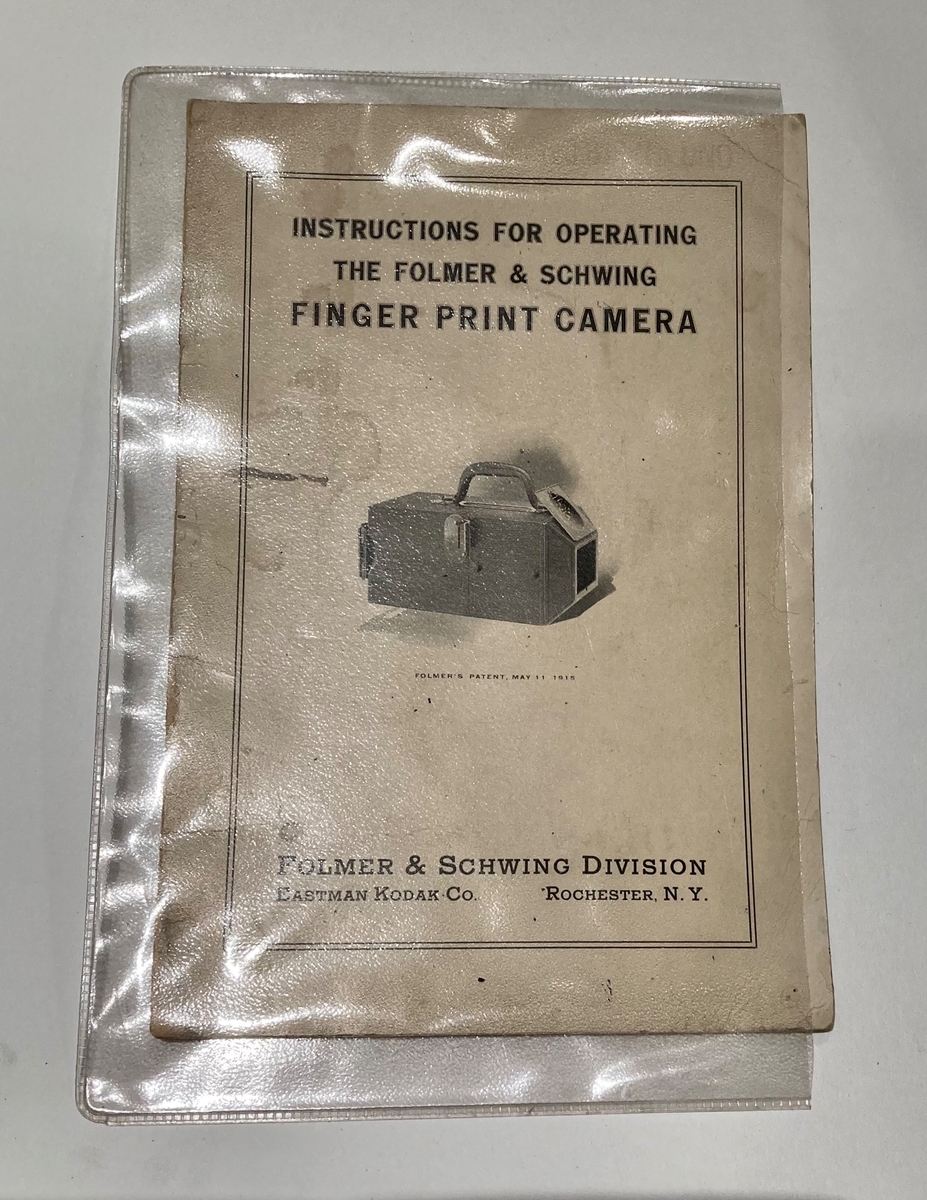 INSTRUCTIONS FOR OPERATING
THE FOLMER & SCHWING
FINGER PRINT CAMERA
FOLMER'S PATENT, MAY 11 1915
FOLMER & SCHWING DIVISION
EASTMAN KODAK CO. ROCHESTER, N. Y.